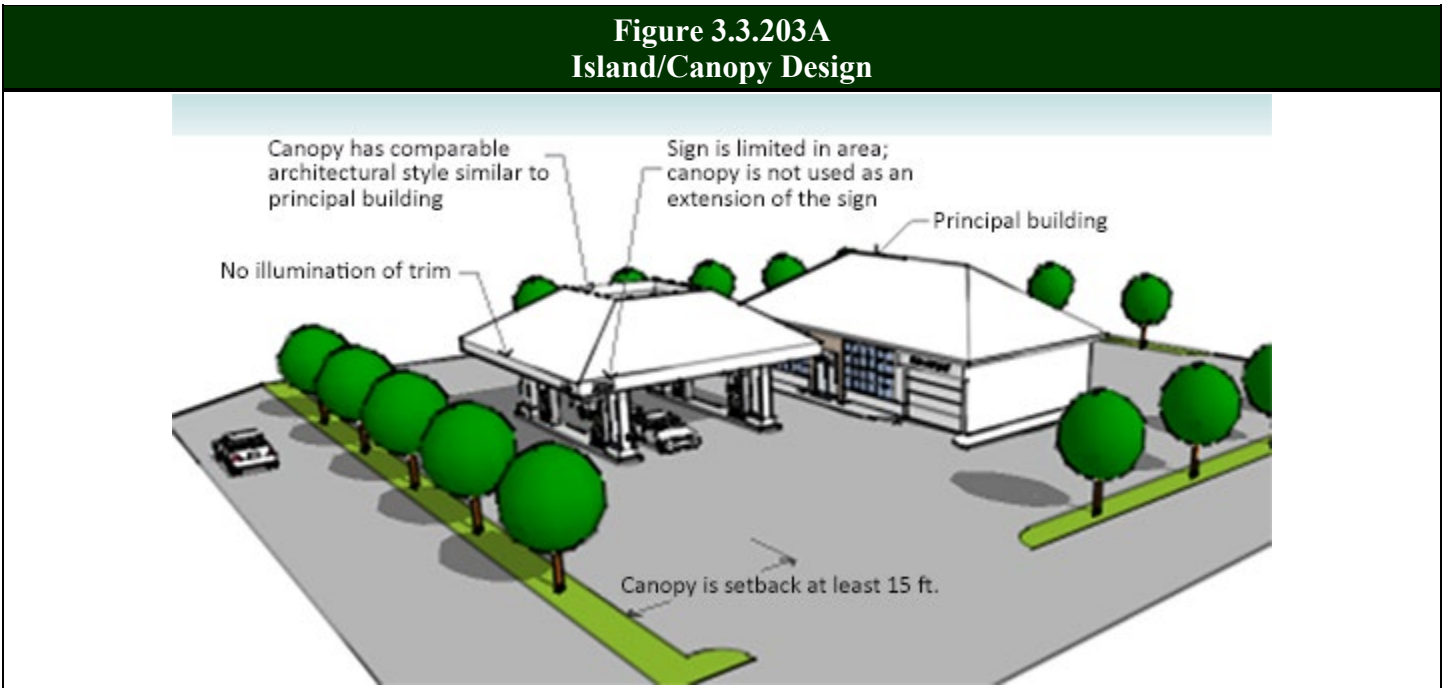 Figure 3.3.203A
Island/Canopy Design
Canopy has comparable
architectural style similar to
principal building
Sign is limited in area;
canopy is not used as an
extension of the sign
Principal building
No illumination of trim
Canopy is setback at least 15 ft.